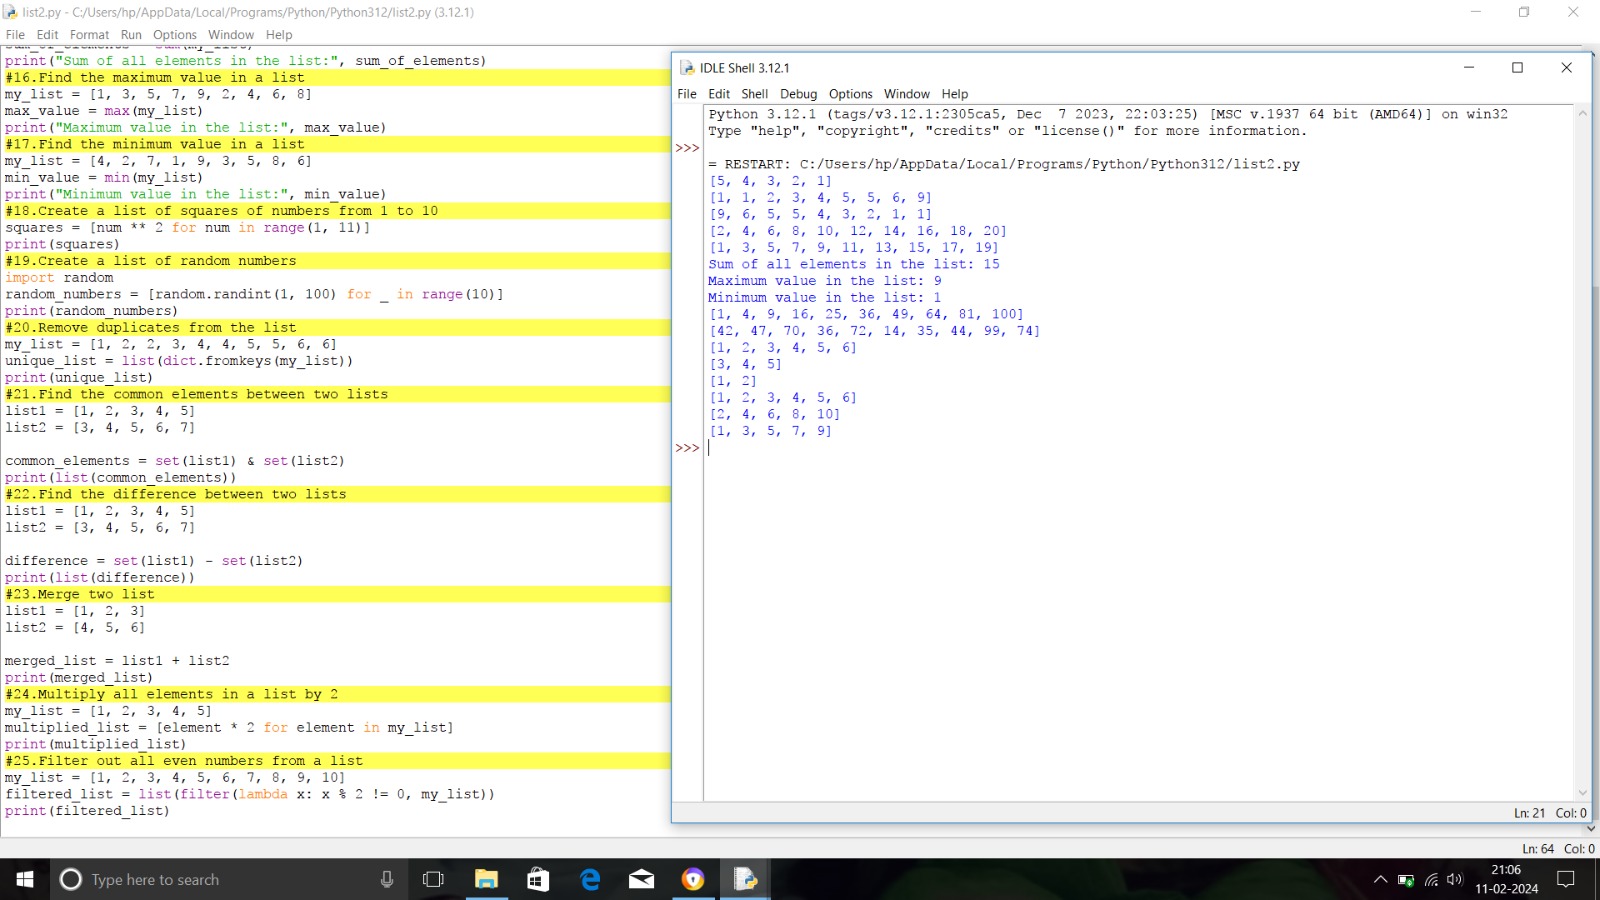 list2.py - C:/Users/hp/AppData/Local/Programs/Python/Python312/list2.py (3.12.1)
File Edit Format Run Options Window Help
print("Sum of all elements in the list:", sum_of_elements)
#16.Find the maximum value in a list
my_list = [1, 3, 5, 7, 9, 2, 4, 6, 8]
max_value = max(my_list)
print("Maximum value in the list:", max_value)
#17.Find the minimum value in a list
my_list = [4, 2, 7, 1, 9, 3, 5, 8, 6]
min_value = min(my_list)
print("Minimum value in the list:", min_value)
#18.Create a list of squares of numbers from 1 to 10
squares = [num ** 2 for num in range(1, 11)]
print(squares)
#19.Create a list of random numbers
import random
random_numbers = [random.randint(1, 100) for _ in range(10)]
print(random_numbers)
#20.Remove duplicates from the list
my_list = [1, 2, 2, 3, 4, 4, 5, 5, 6, 6]
unique_list = list(dict.fromkeys(my_list))
print(unique_list)
#21.Find the common elements between two lists
list1 = [1, 2, 3, 4, 5]
list2 = [3, 4, 5, 6, 7]
common_elements = set(list1) & set(list2)
print(list(common_elements))
#22.Find the difference between two lists
list1 = [1, 2, 3, 4, 5]
list2 = [3, 4, 5, 6, 7]
difference = set(list1) - set(list2)
print(list(difference))
#23.Merge two list
list1 = [1, 2, 3]
list2 = [4, 5, 6]
merged_list = list1 + list2
print(merged_list)
#24.Multiply all elements in a list by 2
my_list = [1, 2, 3, 4, 5]
multiplied_list = [element * 2 for element in my_list]
print(multiplied_list)
#25.Filter out all even numbers from a list
my_list = [1, 2, 3, 4, 5, 6, 7, 8, 9, 10]
filtered_list = list(filter(lambda x: x % 2 != 0, my_list))
print(filtered_list)
IDLE Shell 3.12.1
File Edit Shell Debug Options Window Help
Python 3.12.1 (tags/v3.12.1:2305ca5, Dec  7 2023, 22:03:25) [MSC v.1937 64 bit (AMD64)] on win32
Type "help", "copyright", "credits" or "license()" for more information.
>>>
= RESTART: C:/Users/hp/AppData/Local/Programs/Python/Python312/list2.py
[5, 4, 3, 2, 1]
[1, 1, 2, 3, 4, 5, 5, 6, 9]
[9, 6, 5, 5, 4, 3, 2, 1, 1]
[2, 4, 6, 8, 10, 12, 14, 16, 18, 20]
[1, 3, 5, 7, 9, 11, 13, 15, 17, 19]
Sum of all elements in the list: 15
Maximum value in the list: 9
Minimum value in the list: 1
[1, 4, 9, 16, 25, 36, 49, 64, 81, 100]
[42, 47, 70, 36, 72, 14, 35, 44, 99, 74]
[1, 2, 3, 4, 5, 6]
[3, 4, 5]
[1, 2]
[1, 2, 3, 4, 5, 6]
[2, 4, 6, 8, 10]
[1, 3, 5, 7, 9]
>>>
Ln: 21 Col: 0
Ln: 64 Col: 0
Type here to search
21:06
11-02-2024